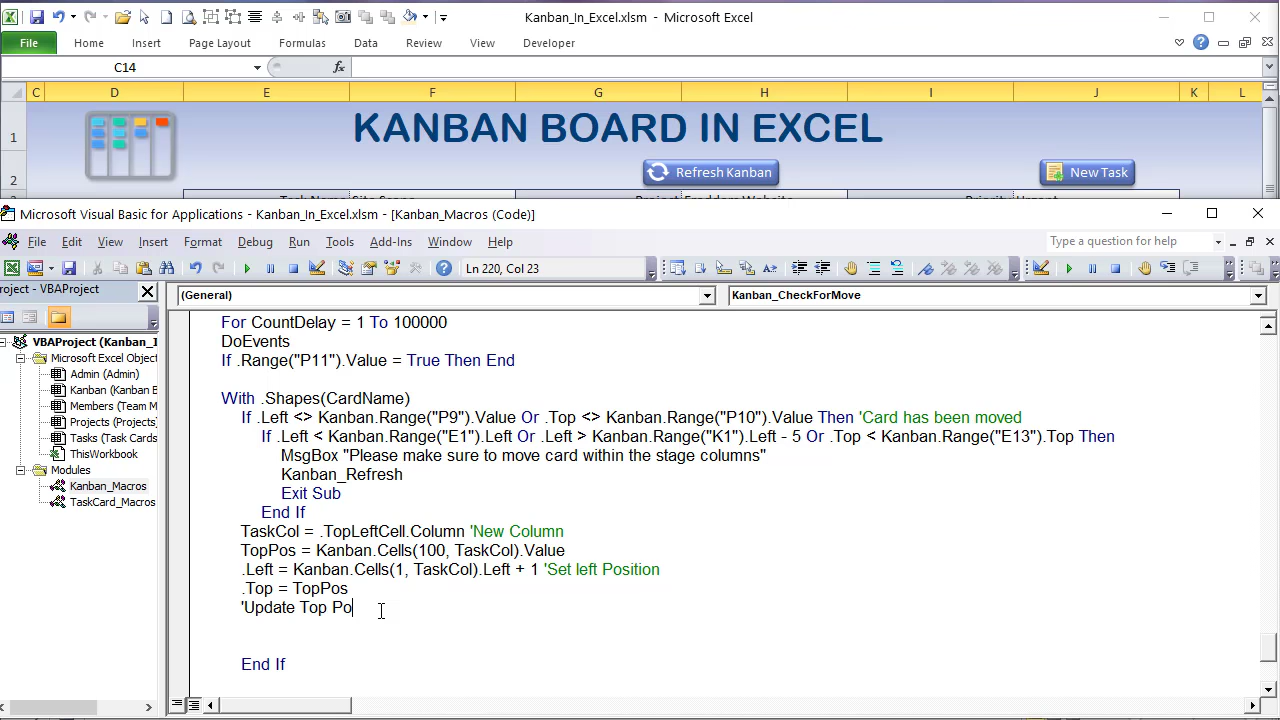 Kanban_In_Excel.xlsm - Microsoft Excel
File Home Insert Page Layout Formulas Data Review View Developer
C14 fx
C D E F G H I J K L
1 KANBAN BOARD IN EXCEL
2 Refresh Kanban New Task
Microsoft Visual Basic for Applications - Kanban_In_Excel.xlsm - [Kanban_Macros (Code)]
File Edit View Insert Format Debug Run Tools Add-Ins Window Help Type a question for help
Ln 220, Col 23
roject - VBAProject
(General) Kanban_CheckForMove
VBAProject (Kanban_I
Microsoft Excel Object
Admin (Admin)
Kanban (Kanban B
Members (Team M
Projects (Projects)
Tasks (Task Cards
ThisWorkbook
Modules
Kanban_Macros
TaskCard_Macros
For CountDelay = 1 To 100000
DoEvents
If .Range("P11").Value = True Then End
With .Shapes(CardName)
If .Left <> Kanban.Range("P9").Value Or .Top <> Kanban.Range("P10").Value Then 'Card has been moved
If .Left < Kanban.Range("E1").Left Or .Left > Kanban.Range("K1").Left - 5 Or .Top < Kanban.Range("E13").Top Then
MsgBox "Please make sure to move card within the stage columns"
Kanban_Refresh
Exit Sub
End If
TaskCol = .TopLeftCell.Column 'New Column
TopPos = Kanban.Cells(100, TaskCol).Value
.Left = Kanban.Cells(1, TaskCol).Left + 1 'Set left Position
.Top = TopPos
'Update Top Po
End If